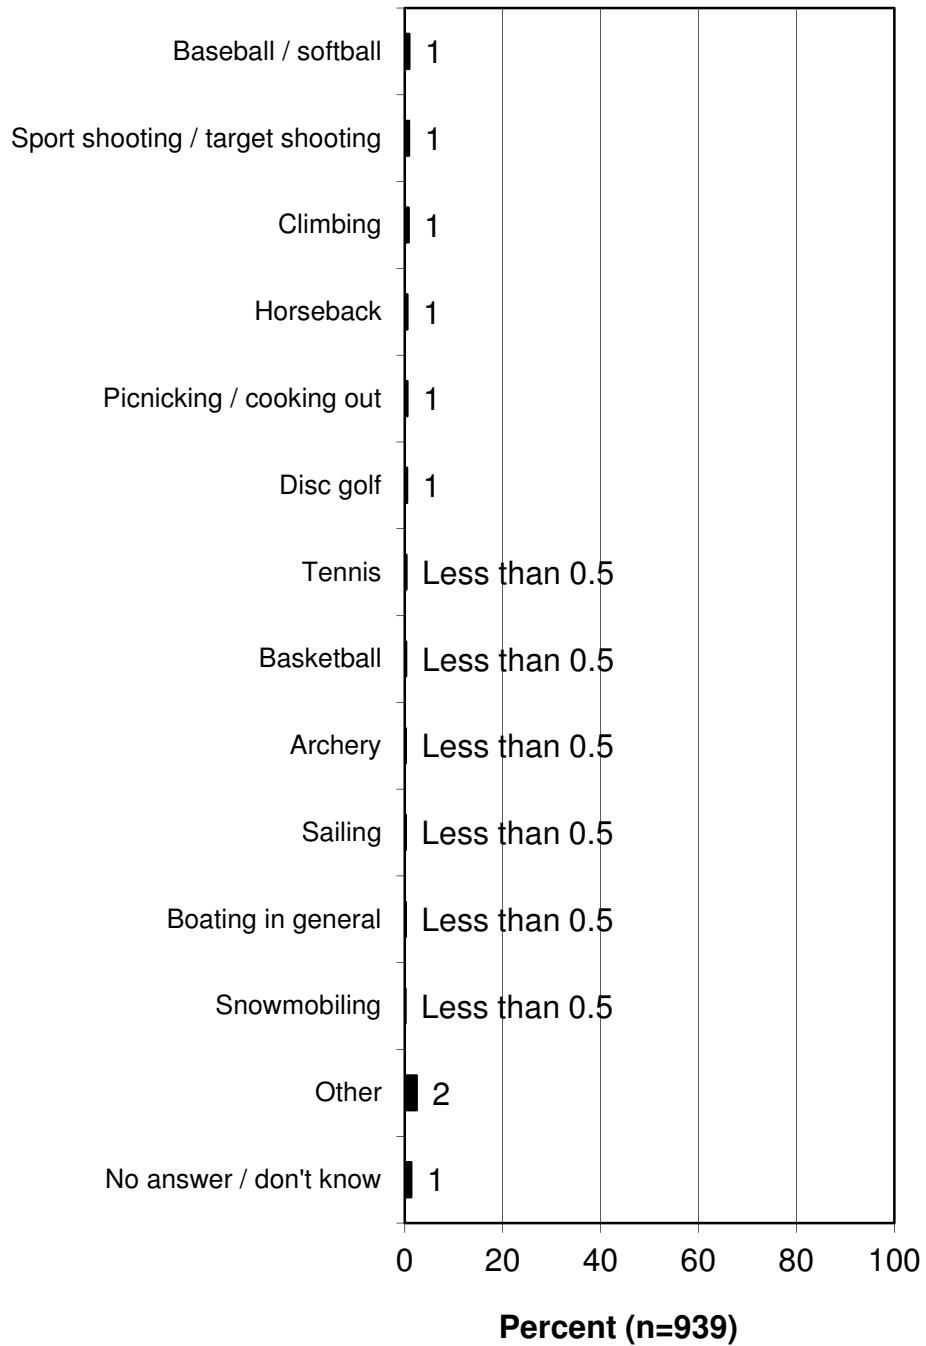 Baseball / softball 1
Sport shooting / target shooting 1
Climbing 1
Horseback 1
Picnicking / cooking out 1
Disc golf 1
Tennis Less than 0.5
Basketball Less than 0.5
Archery Less than 0.5
Sailing Less than 0.5
Boating in general Less than 0.5
Snowmobiling Less than 0.5
Other 2
No answer / don't know 1
0 20 40 60 80 100
Percent (n=939)